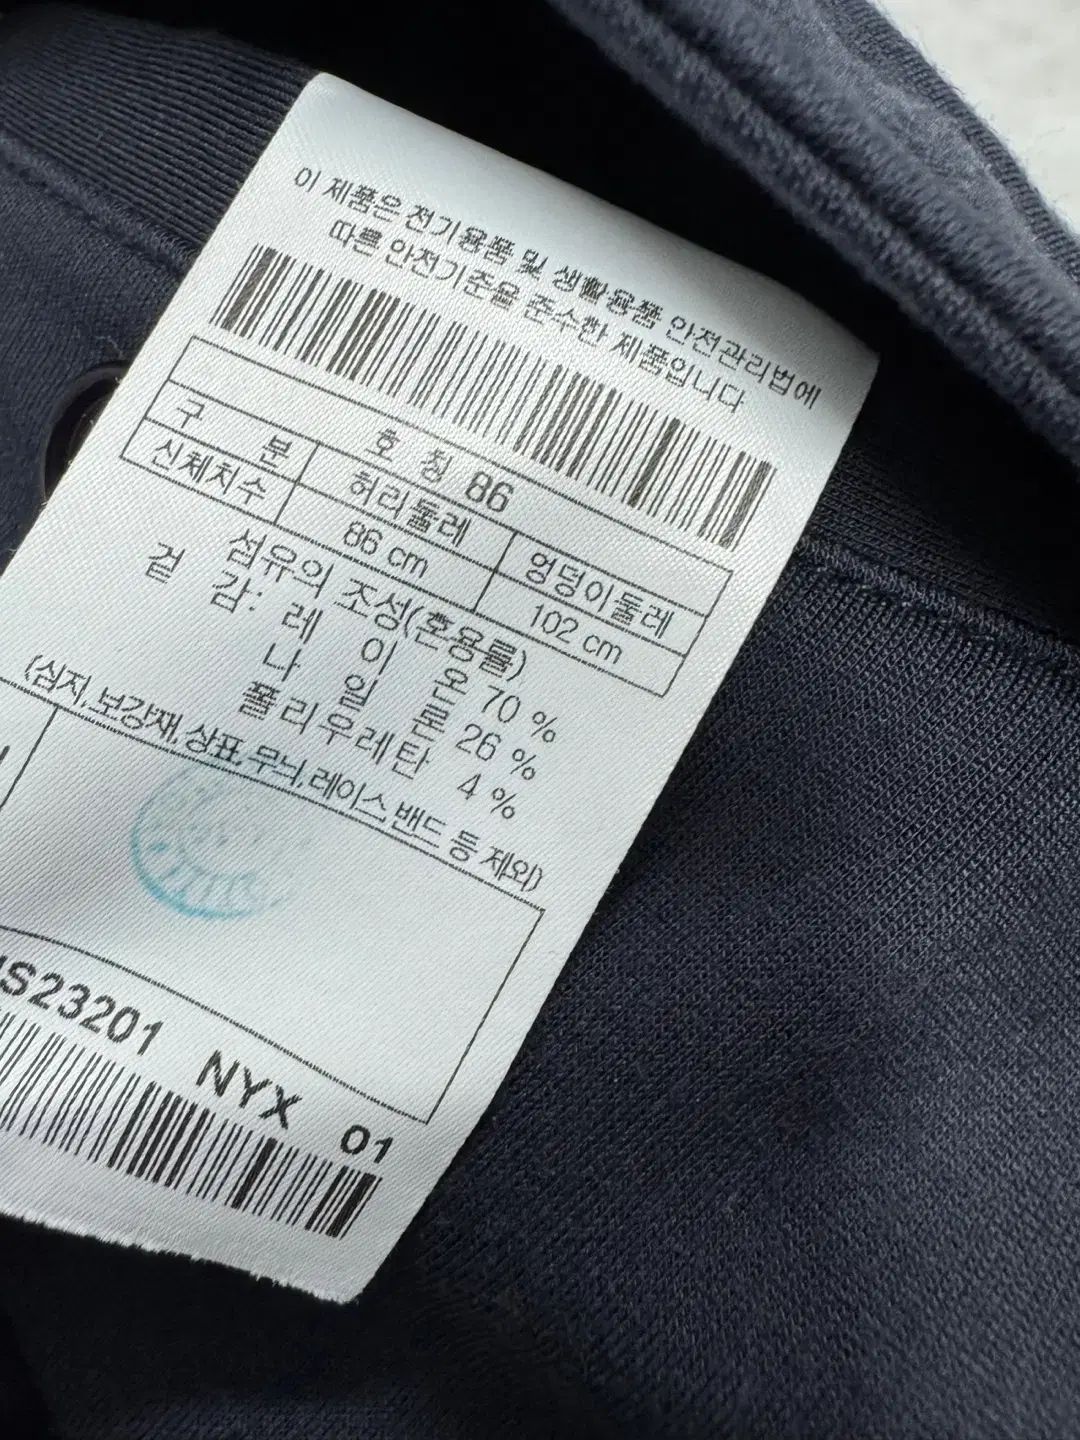 이 제품은 전기용품 및 생활용품 안전관리법에
따른 안전기준을 준수한 제품입니다
구 분 호 칭 86
신체치수 허리둘레 엉덩이둘레
86 cm 102 cm
섬유의 조성(혼용률)
겉 감: 레 이 온 70 %
나 일 론 26 %
폴리우레탄 4 %
(심지, 보강재, 상표, 무늬, 레이스, 밴드 등 제외)
S23201 NYX 01